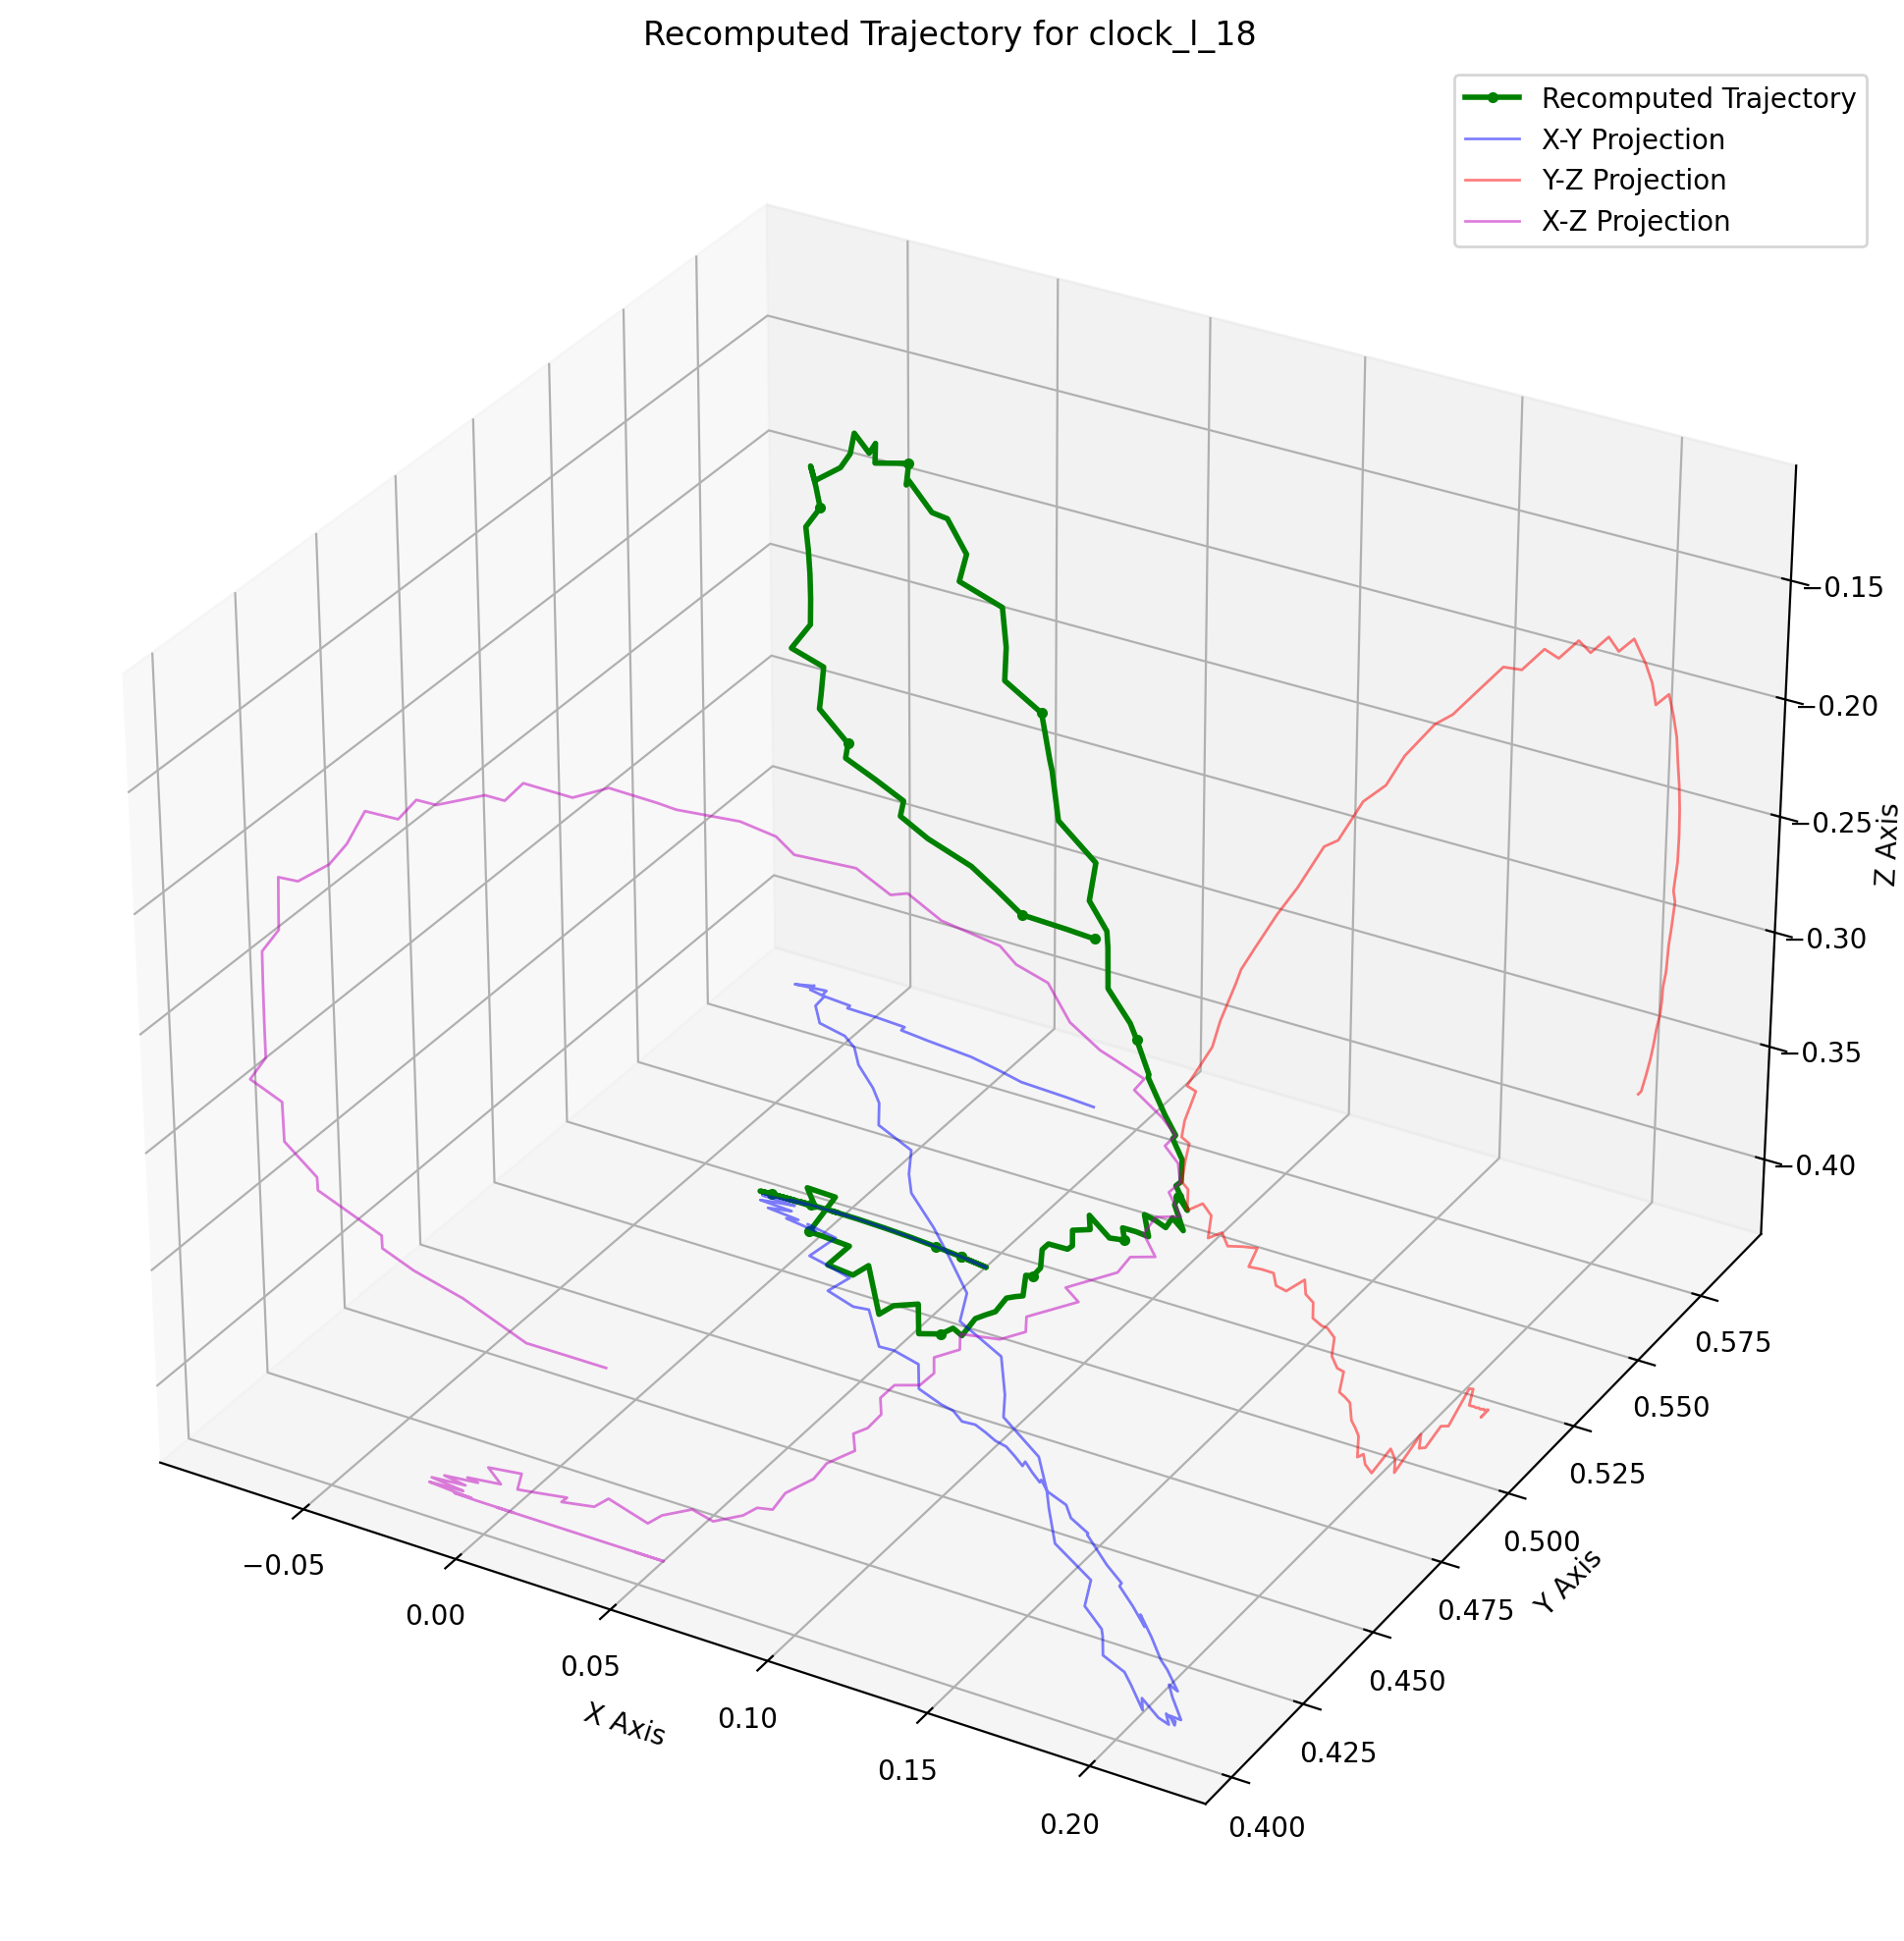 Recomputed Trajectory for clock_l_18
Recomputed Trajectory
X-Y Projection
Y-Z Projection
X-Z Projection
−0.15
−0.20
−0.25
−0.30
−0.35
−0.40
Z Axis
0.575
0.550
0.525
0.500
0.475
0.450
0.425
0.400
Y Axis
−0.05
0.00
0.05
0.10
0.15
0.20
X Axis